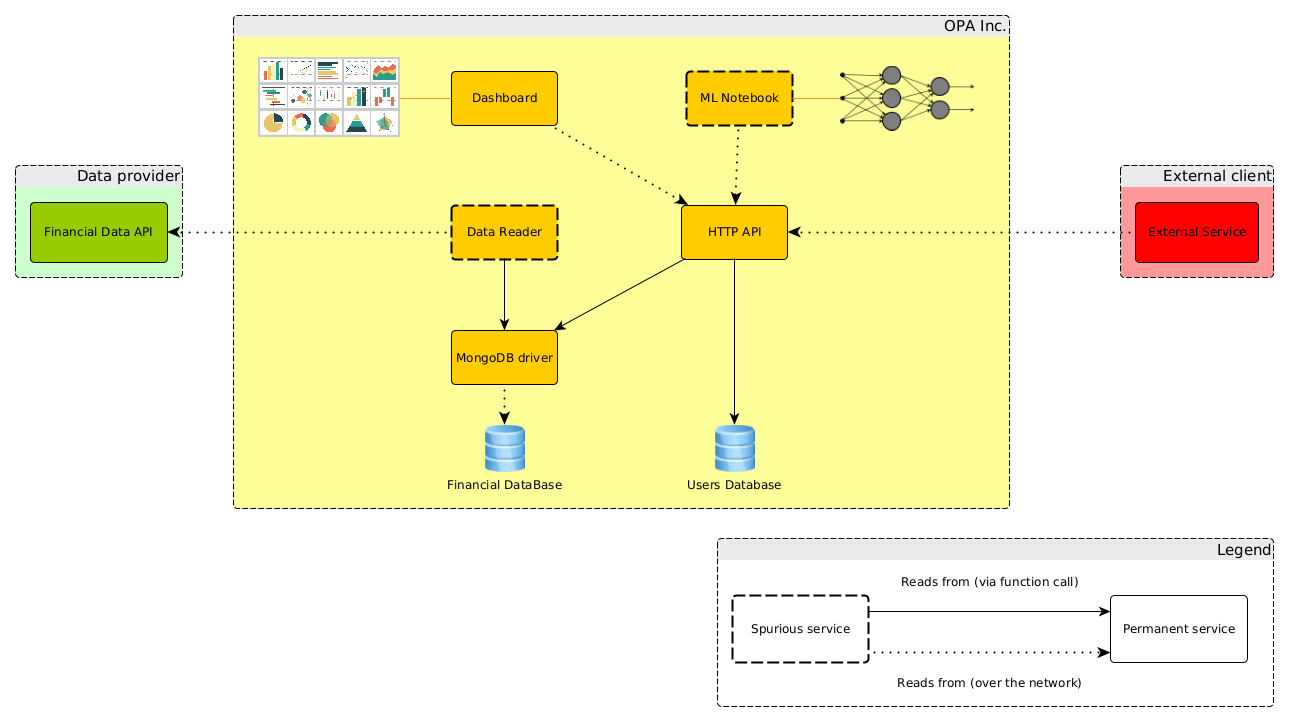 OPA Inc.
Dashboard
ML Notebook
Data provider
External client
Financial Data API
Data Reader
HTTP API
External Service
MongoDB driver
Financial DataBase
Users Database
Legend
Reads from (via function call)
Spurious service
Permanent service
Reads from (over the network)